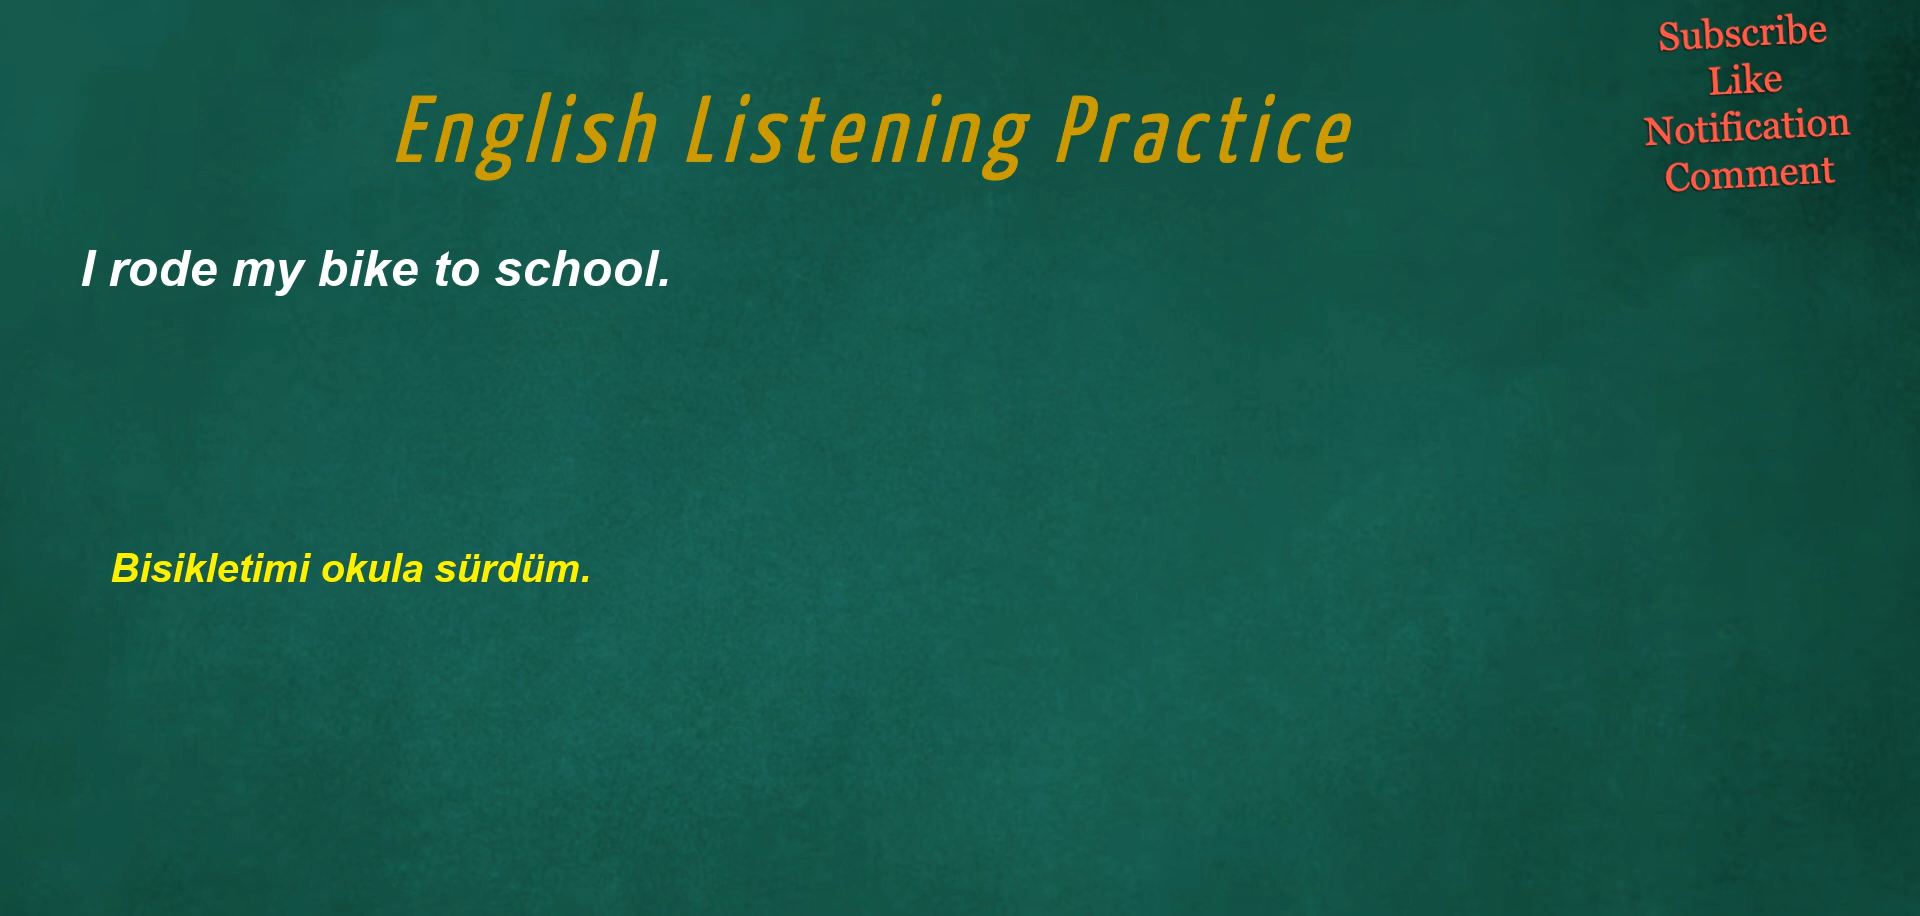 English Listening Practice
Subscribe
Like
Notification
Comment
I rode my bike to school.
Bisikletimi okula sürdüm.